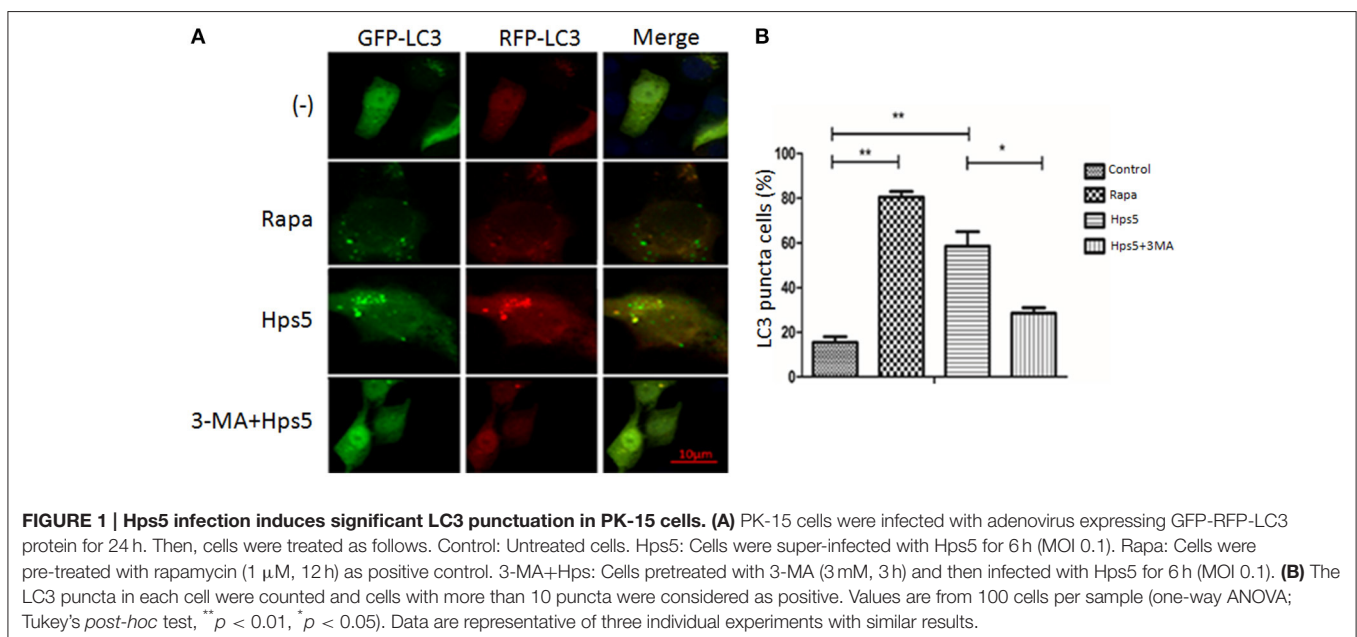 A
GFP-LC3 RFP-LC3 Merge
(-)
Rapa
Hps5
3-MA+Hps5
10µm
B
LC3 puncta cells (%)
100
80
60
40
20
0
**
**
*
Control
Rapa
Hps5
Hps5+3MA
FIGURE 1 | Hps5 infection induces significant LC3 punctuation in PK-15 cells. (A) PK-15 cells were infected with adenovirus expressing GFP-RFP-LC3
protein for 24 h. Then, cells were treated as follows. Control: Untreated cells. Hps5: Cells were super-infected with Hps5 for 6 h (MOI 0.1). Rapa: Cells were
pre-treated with rapamycin (1 μM, 12 h) as positive control. 3-MA+Hps: Cells pretreated with 3-MA (3 mM, 3 h) and then infected with Hps5 for 6 h (MOI 0.1). (B) The
LC3 puncta in each cell were counted and cells with more than 10 puncta were considered as positive. Values are from 100 cells per sample (one-way ANOVA;
Tukey's post-hoc test, **p < 0.01, *p < 0.05). Data are representative of three individual experiments with similar results.